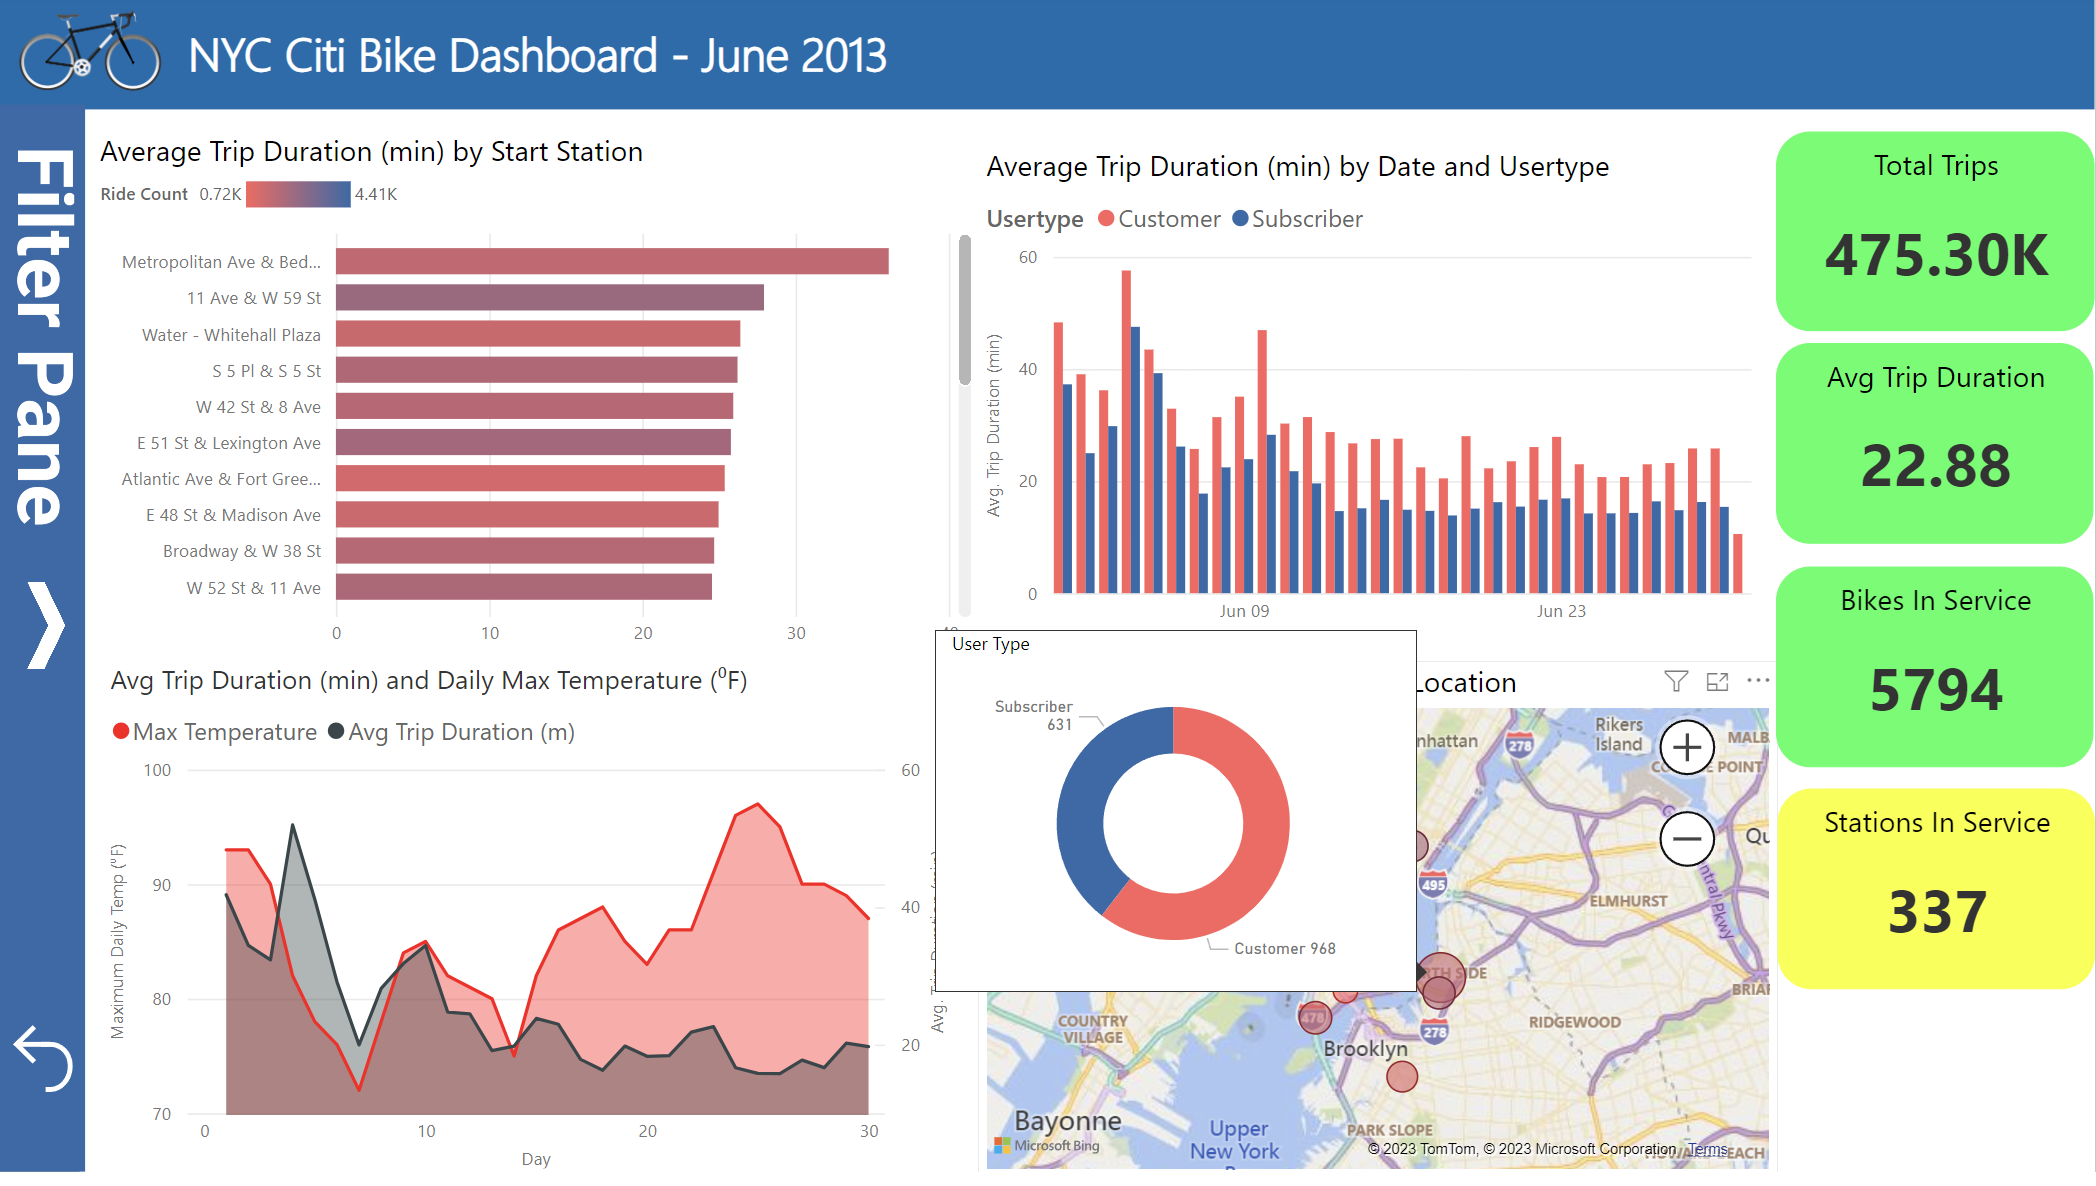 NYC Citi Bike Dashboard - June 2013
Filter Pane
Average Trip Duration (min) by Start Station
Ride Count 0.72K 4.41K
Metropolitan Ave & Bed...
11 Ave & W 59 St
Water - Whitehall Plaza
S 5 Pl & S 5 St
W 42 St & 8 Ave
E 51 St & Lexington Ave
Atlantic Ave & Fort Gree...
E 48 St & Madison Ave
Broadway & W 38 St
W 52 St & 11 Ave
0 10 20 30
Average Trip Duration (min) by Date and Usertype
Usertype Customer Subscriber
Avg. Trip Duration (min)
60
40
20
0
Jun 09 Jun 23
Total Trips
475.30K
Avg Trip Duration
22.88
Bikes In Service
5794
Stations In Service
337
Avg Trip Duration (min) and Daily Max Temperature (⁰F)
Max Temperature Avg Trip Duration (m)
Maximum Daily Temp (⁰F)
100
90
80
70
60
40
20
Avg.
0 10 20 30
Day
User Type
Subscriber
631
Customer 968
Location
Rikers
Island
nhattan
278
MALB
POINT
Qu
495
ntral Pkwy
ELMHURST
TH SIDE
BRIAR
COUNTRY
VILLAGE
478
278
RIDGEWOOD
Brooklyn
Bayonne
Microsoft Bing
Upper
New York
PARK SLOPE
© 2023 TomTom, © 2023 Microsoft Corporation Terms
EACH